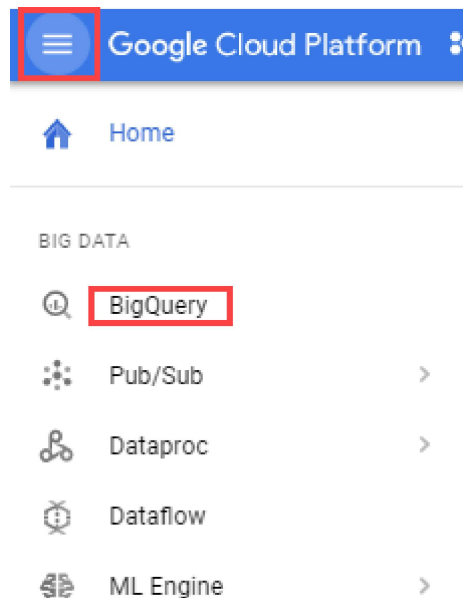 Google Cloud Platform
Home
BIG DATA
BigQuery
Pub/Sub
Dataproc
Dataflow
ML Engine